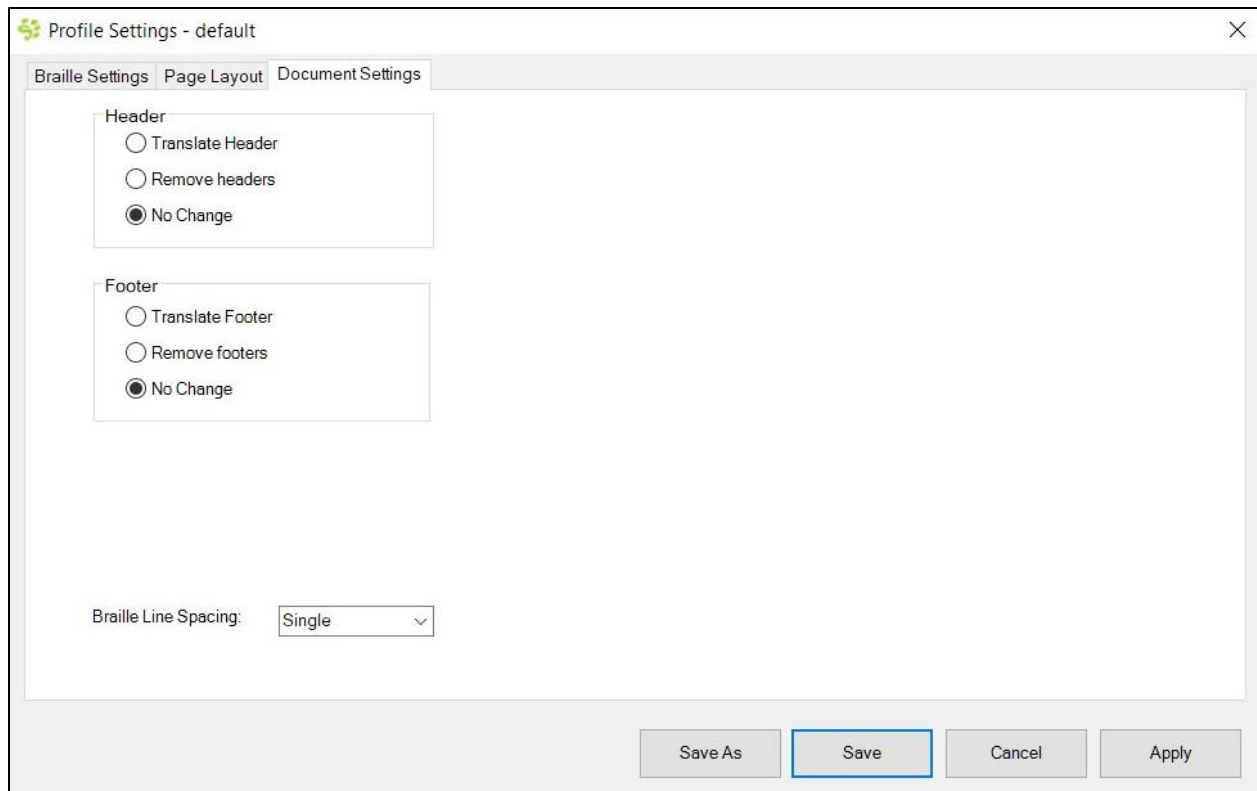 Profile Settings - default
Braille Settings Page Layout Document Settings
Header
Translate Header
Remove headers
No Change
Footer
Translate Footer
Remove footers
No Change
Braille Line Spacing: Single
Save As Save Cancel Apply